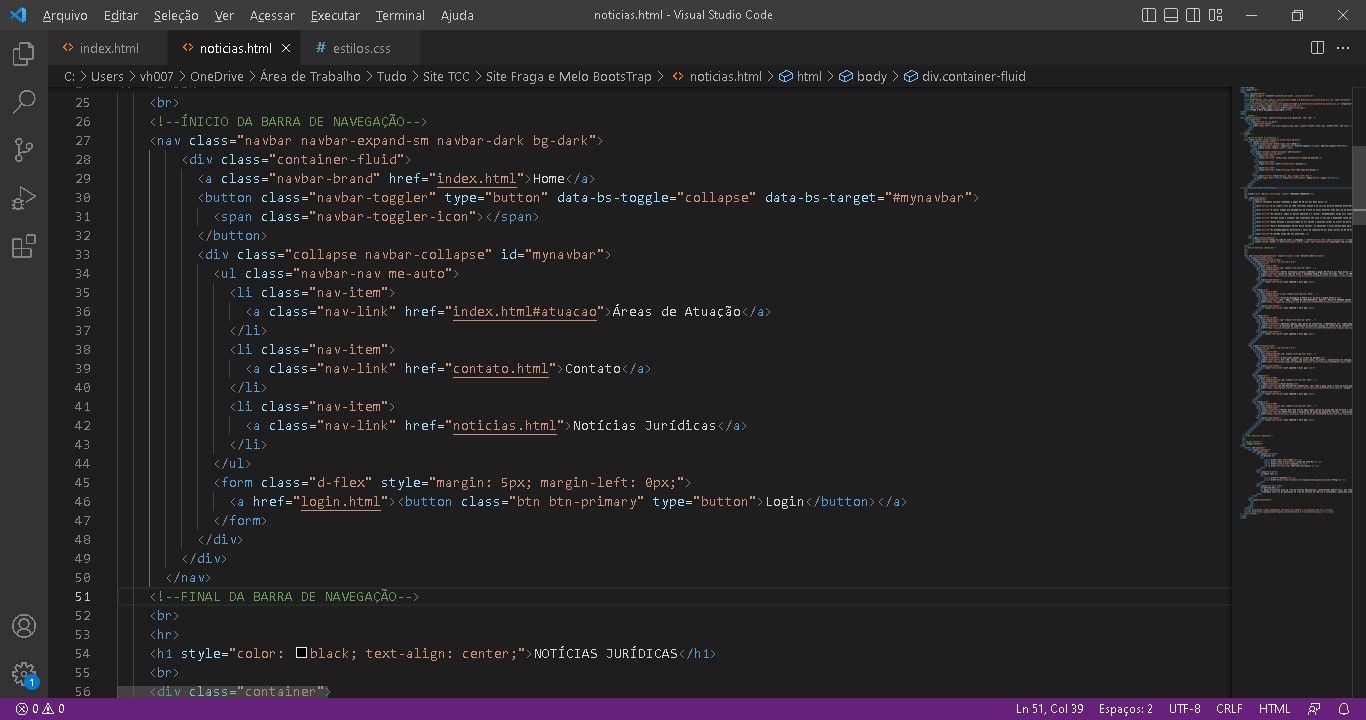 Arquivo Editar Seleção Ver Acessar Executar Terminal Ajuda noticias.html - Visual Studio Code
index.html noticias.html estilos.css
C: > Users > vh007 > OneDrive > Área de Trabalho > Tudo > Site TCC > Site Fraga e Melo BootsTrap > noticias.html > html > body > div.container-fluid
25 <br>
26 <!--ÍNICIO DA BARRA DE NAVEGAÇÃO-->
27 <nav class="navbar navbar-expand-sm navbar-dark bg-dark">
28 <div class="container-fluid">
29 <a class="navbar-brand" href="index.html">Home</a>
30 <button class="navbar-toggler" type="button" data-bs-toggle="collapse" data-bs-target="#mynavbar">
31 <span class="navbar-toggler-icon"></span>
32 </button>
33 <div class="collapse navbar-collapse" id="mynavbar">
34 <ul class="navbar-nav me-auto">
35 <li class="nav-item">
36 <a class="nav-link" href="index.html#atuacao">Áreas de Atuação</a>
37 </li>
38 <li class="nav-item">
39 <a class="nav-link" href="contato.html">Contato</a>
40 </li>
41 <li class="nav-item">
42 <a class="nav-link" href="noticias.html">Notícias Jurídicas</a>
43 </li>
44 </ul>
45 <form class="d-flex" style="margin: 5px; margin-left: 0px;">
46 <a href="login.html"><button class="btn btn-primary" type="button">Login</button></a>
47 </form>
48 </div>
49 </div>
50 </nav>
51 <!--FINAL DA BARRA DE NAVEGAÇÃO-->
52 <br>
53 <hr>
54 <h1 style="color: black; text-align: center;">NOTÍCIAS JURÍDICAS</h1>
55 <br>
56 <div class="container">
1
0 0 Ln 51, Col 39 Espaços: 2 UTF-8 CRLF HTML